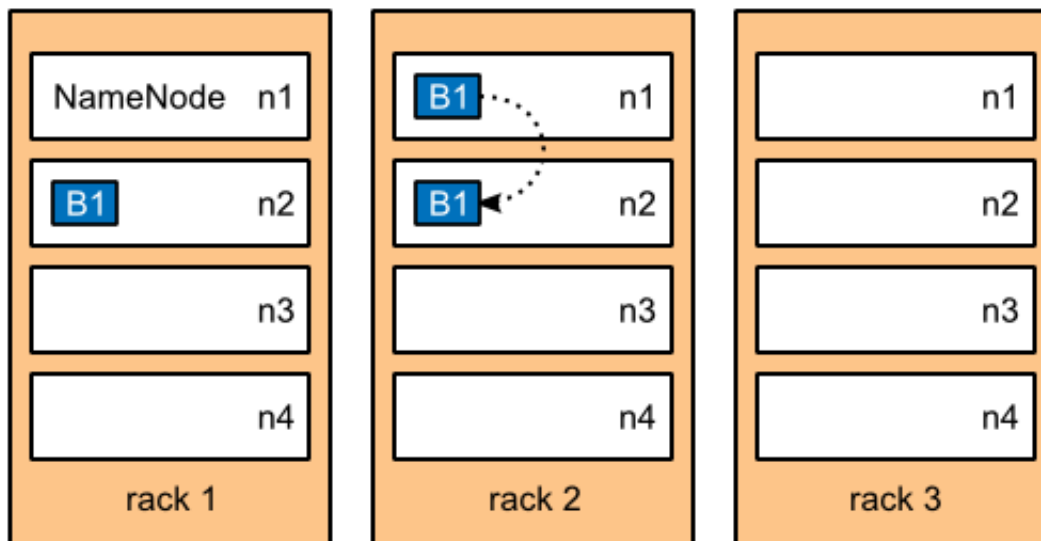 NameNode n1
B1 n2
n3
n4
rack 1
B1 n1
B1 n2
n3
n4
rack 2
n1
n2
n3
n4
rack 3